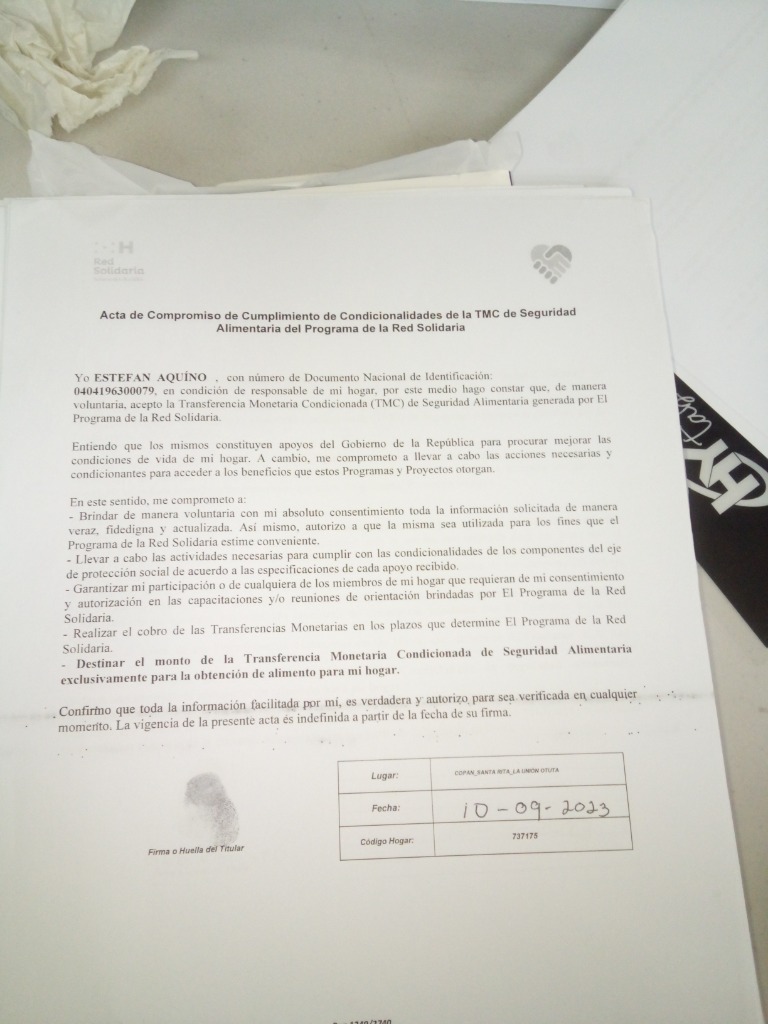 H
Red
Solidaria
Acta de Compromiso de Cumplimiento de Condicionalidades de la TMC de Seguridad
Alimentaria del Programa de la Red Solidaria
Yo ESTEFAN AQUÍNO , con número de Documento Nacional de Identificación:
0404196300079, en condición de responsable de mi hogar, por este medio hago constar que, de manera
voluntaria, acepto la Transferencia Monetaria Condicionada (TMC) de Seguridad Alimentaria generada por El
Programa de la Red Solidaria.
Entiendo que los mismos constituyen apoyos del Gobierno de la República para procurar mejorar las
condiciones de vida de mi hogar. A cambio, me comprometo a llevar a cabo las acciones necesarias y
condicionantes para acceder a los beneficios que estos Programas y Proyectos otorgan.
En este sentido, me comprometo a:
- Brindar de manera voluntaria con mi absoluto consentimiento toda la información solicitada de manera
veraz, fidedigna y actualizada. Así mismo, autorizo a que la misma sea utilizada para los fines que el
Programa de la Red Solidaria estime conveniente.
- Llevar a cabo las actividades necesarias para cumplir con las condicionalidades de los componentes del eje
de protección social de acuerdo a las especificaciones de cada apoyo recibido.
- Garantizar mi participación o de cualquiera de los miembros de mi hogar que requieran de mi consentimiento
y autorización en las capacitaciones y/o reuniones de orientación brindadas por El Programa de la Red
Solidaria.
- Realizar el cobro de las Transferencias Monetarias en los plazos que determine El Programa de la Red
Solidaria.
- Destinar el monto de la Transferencia Monetaria Condicionada de Seguridad Alimentaria
exclusivamente para la obtención de alimento para mi hogar.
Confirmo que toda la información facilitada por mí, es verdadera y autorizo para sea verificada en cualquier
momento. La vigencia de la presente acta és indefinida a partir de la fecha de su firma.
Lugar: COPAN_SANTA RITA_LA UNION OTUTA
Fecha: 10-09-2023
Código Hogar: 737175
Firma o Huella del Titular